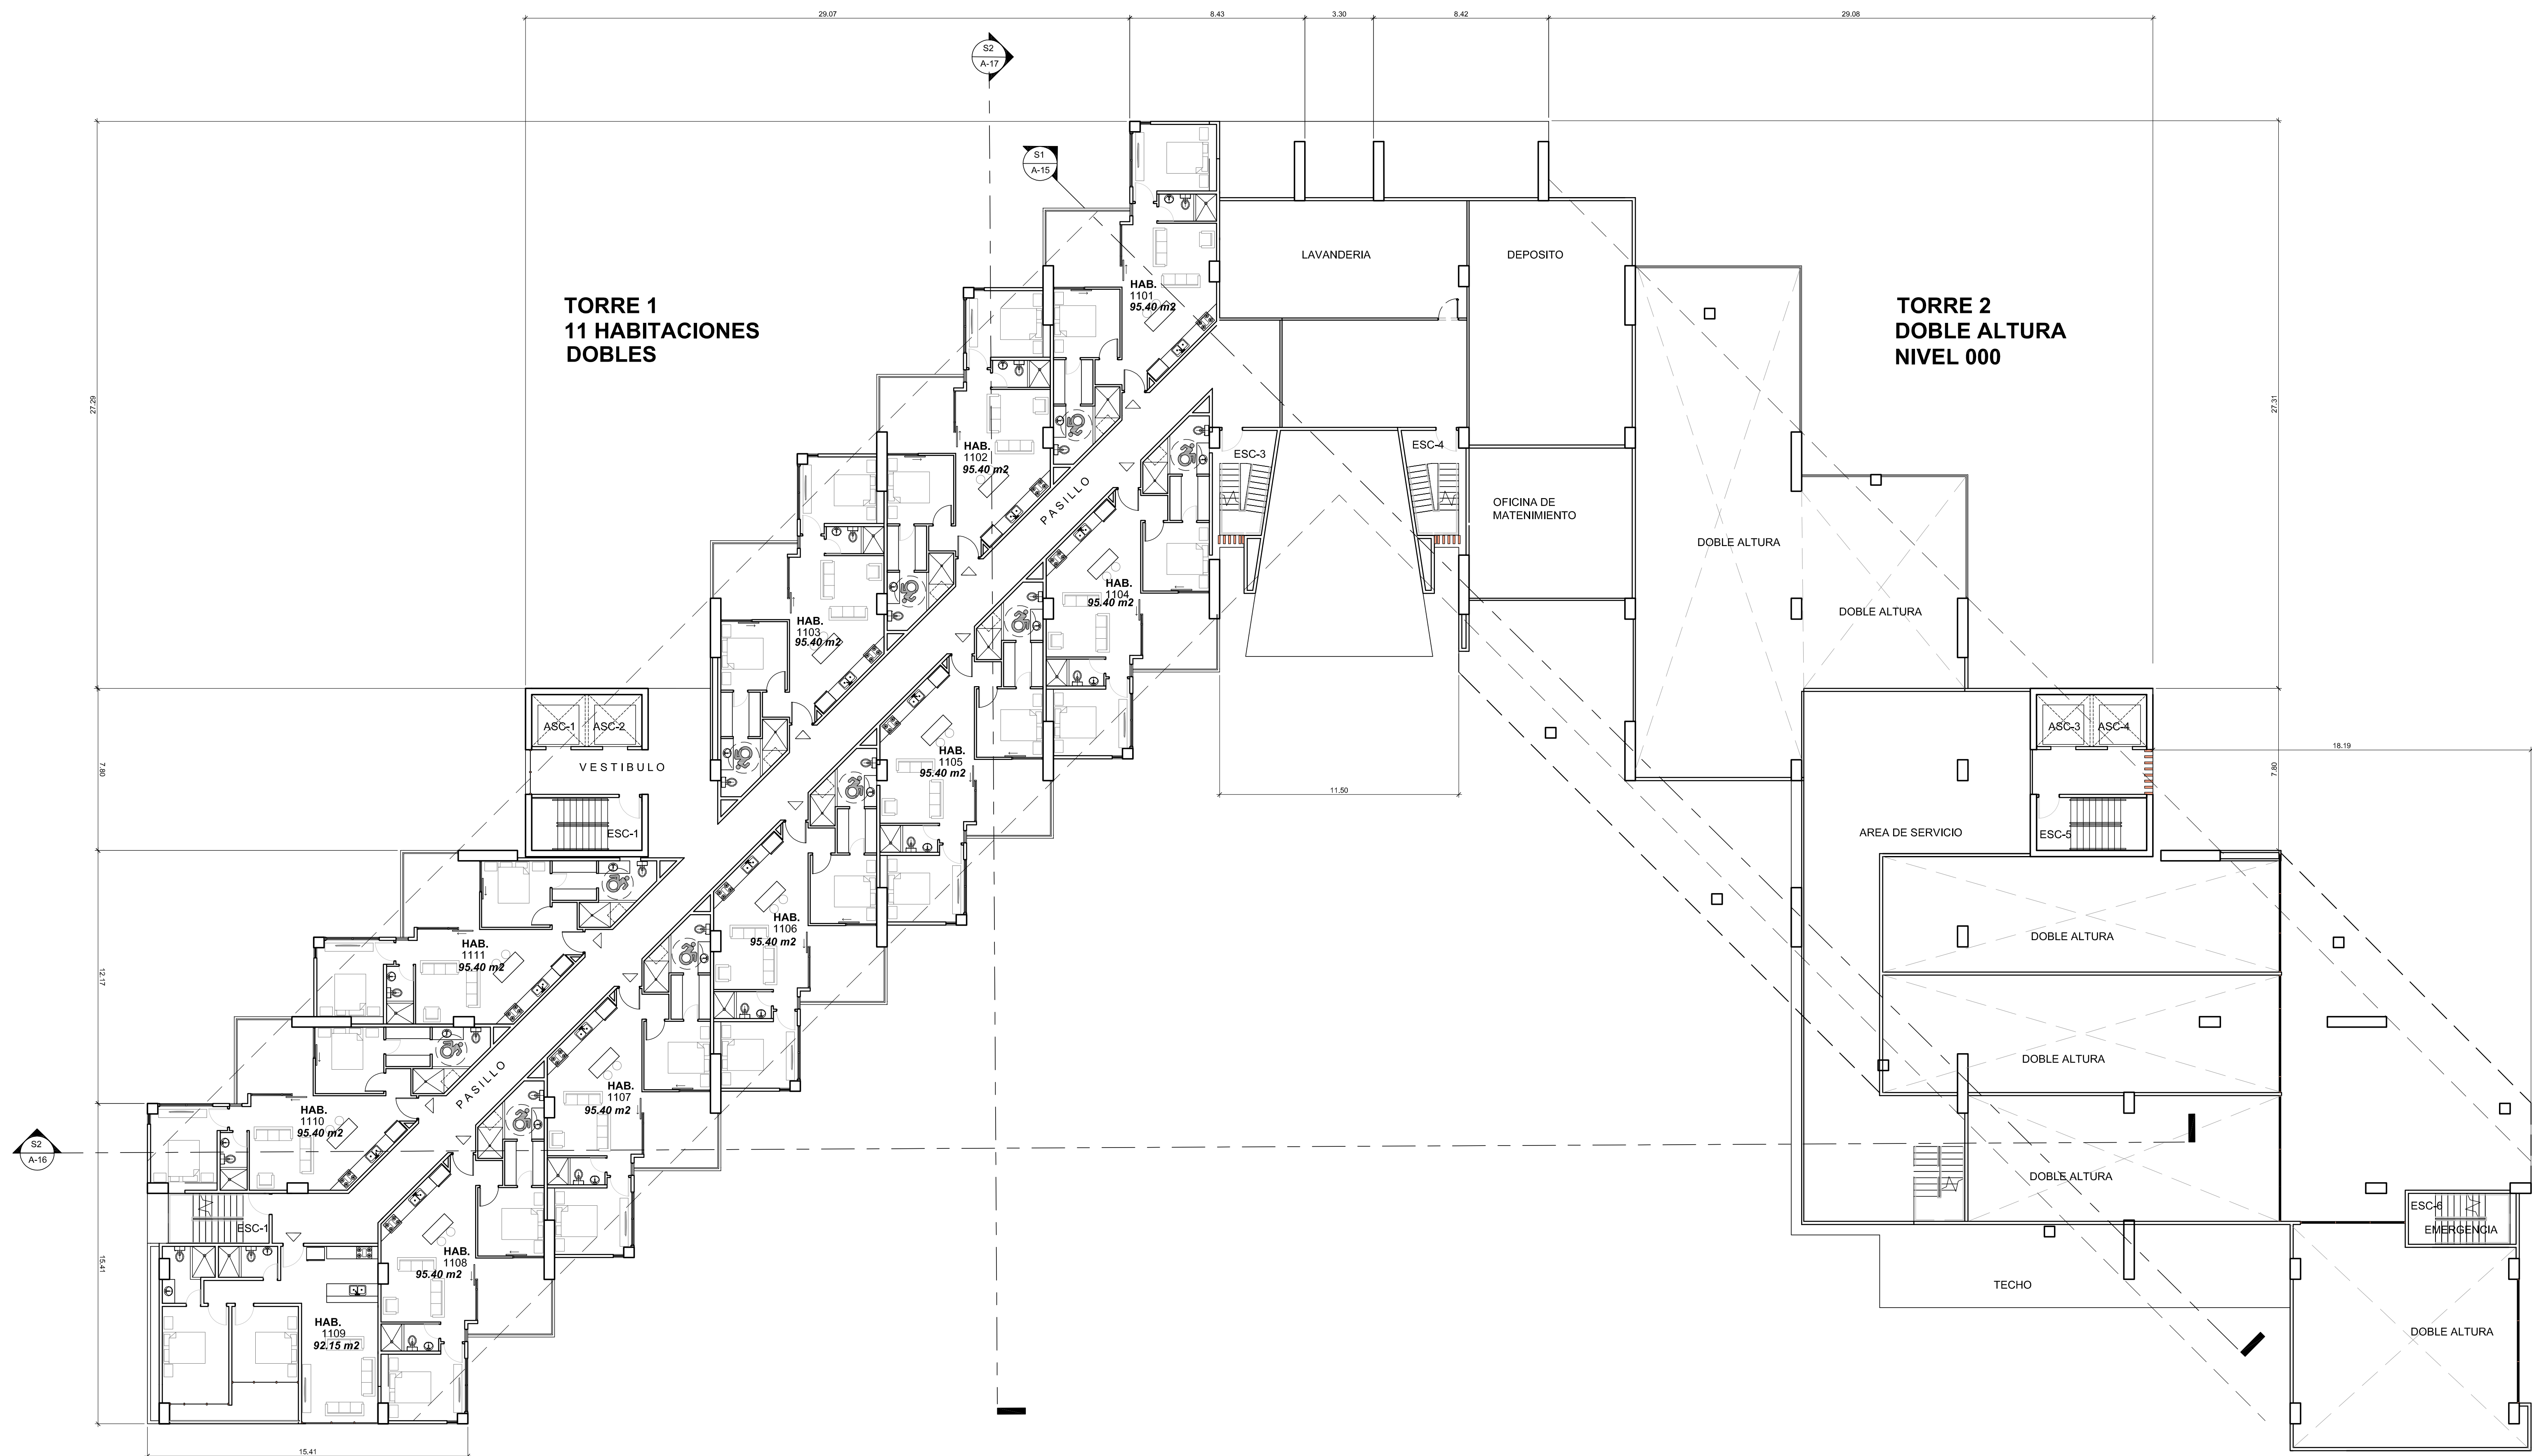 29.07
8.43
3.30
8.42
29.08
S2
A-17
S1
A-15
TORRE 1
11 HABITACIONES
DOBLES
TORRE 2
DOBLE ALTURA
NIVEL 000
27.29
27.31
LAVANDERIA
DEPOSITO
HAB.
1101
95.40 m2
HAB.
1102
95.40 m2
ESC-3
ESC-4
PASILLO
OFICINA DE
MATENIMIENTO
DOBLE ALTURA
HAB.
1103
95.40 m2
HAB.
1104
95.40 m2
DOBLE ALTURA
ASC-1
ASC-2
VESTIBULO
ESC-1
7.80
HAB.
1105
95.40 m2
11.50
ASC-3
ASC-4
18.19
7.80
AREA DE SERVICIO
ESC-5
HAB.
1106
95.40 m2
DOBLE ALTURA
HAB.
1111
95.40 m2
12.17
DOBLE ALTURA
PASILLO
HAB.
1107
95.40 m2
HAB.
1110
95.40 m2
S2
A-16
DOBLE ALTURA
ESC-1
ESC-6
EMERGENCIA
HAB.
1108
95.40 m2
15.41
TECHO
HAB.
1109
92.15 m2
DOBLE ALTURA
15.41